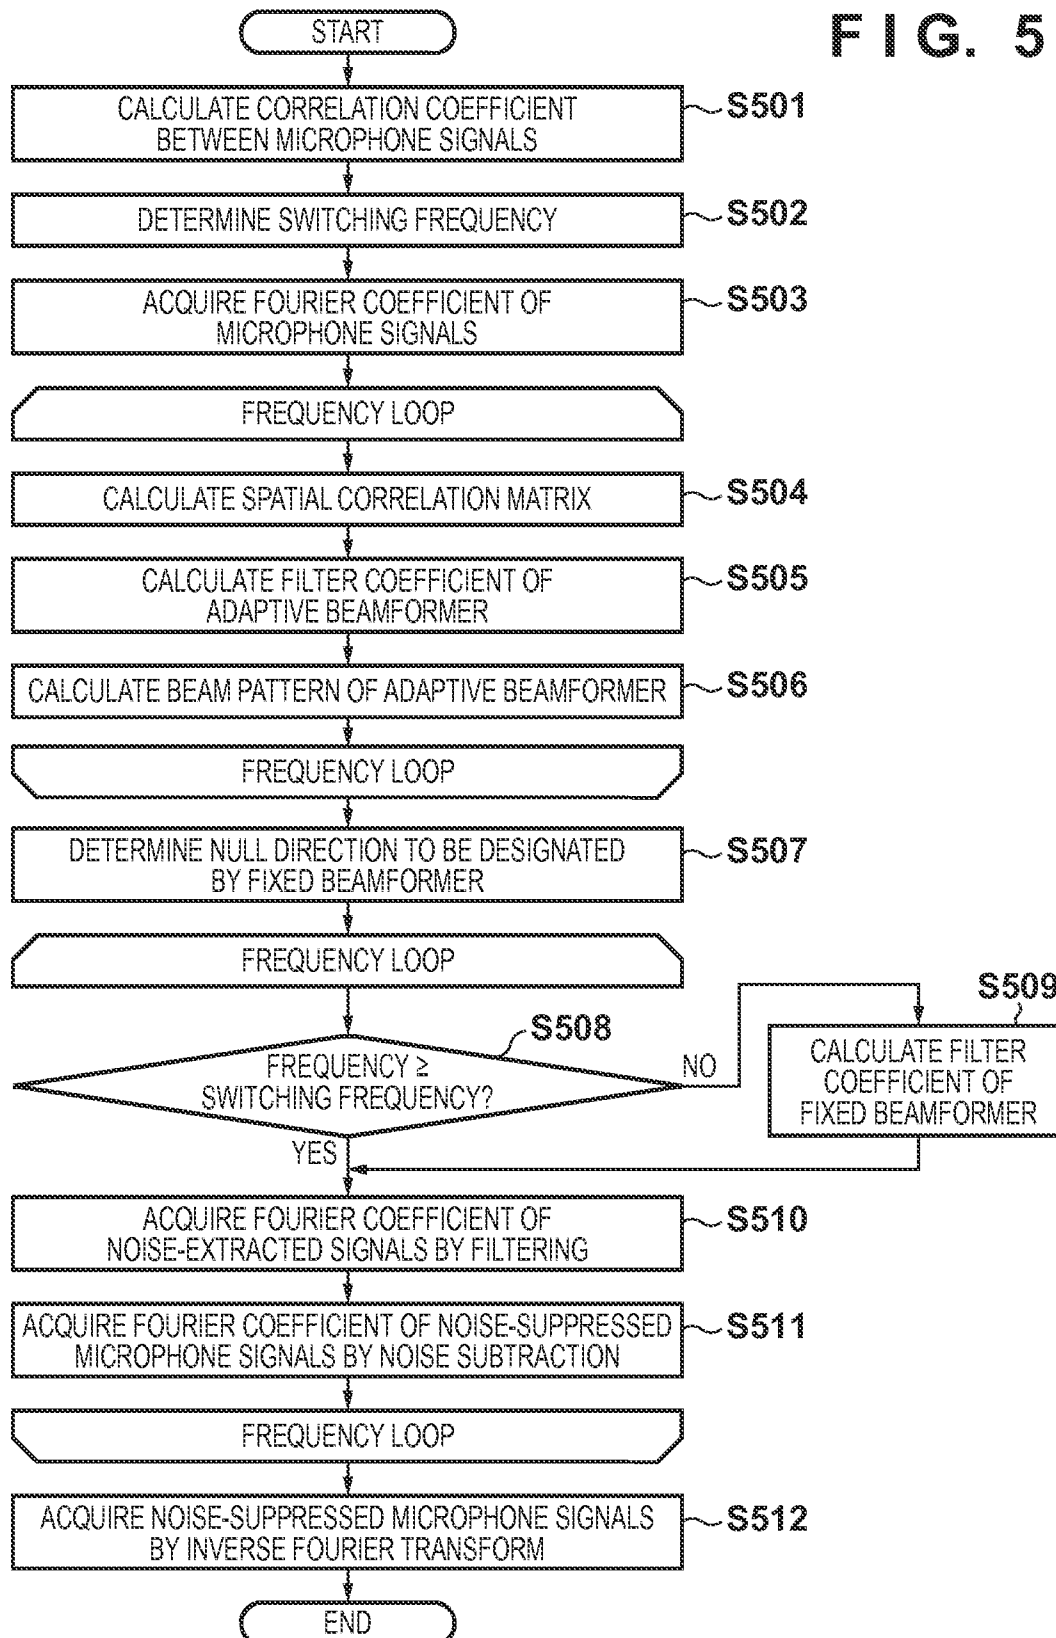 FIG. 5
START
CALCULATE CORRELATION COEFFICIENT
BETWEEN MICROPHONE SIGNALS
S501
DETERMINE SWITCHING FREQUENCY
S502
ACQUIRE FOURIER COEFFICIENT OF
MICROPHONE SIGNALS
S503
FREQUENCY LOOP
CALCULATE SPATIAL CORRELATION MATRIX
S504
CALCULATE FILTER COEFFICIENT OF
ADAPTIVE BEAMFORMER
S505
CALCULATE BEAM PATTERN OF ADAPTIVE BEAMFORMER
S506
FREQUENCY LOOP
DETERMINE NULL DIRECTION TO BE DESIGNATED
BY FIXED BEAMFORMER
S507
FREQUENCY LOOP
S508
FREQUENCY ≥
SWITCHING FREQUENCY?
NO
YES
S509
CALCULATE FILTER
COEFFICIENT OF
FIXED BEAMFORMER
ACQUIRE FOURIER COEFFICIENT OF
NOISE-EXTRACTED SIGNALS BY FILTERING
S510
ACQUIRE FOURIER COEFFICIENT OF NOISE-SUPPRESSED
MICROPHONE SIGNALS BY NOISE SUBTRACTION
S511
FREQUENCY LOOP
ACQUIRE NOISE-SUPPRESSED MICROPHONE SIGNALS
BY INVERSE FOURIER TRANSFORM
S512
END